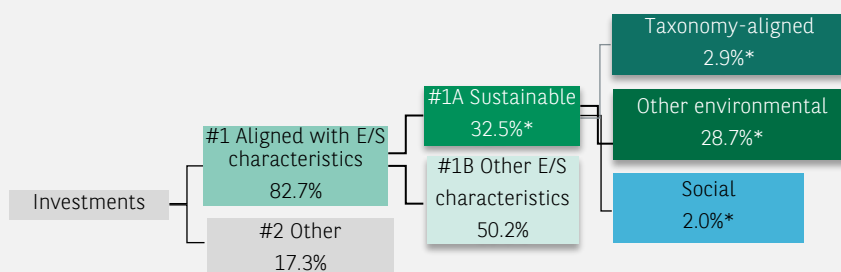 Investments
#1 Aligned with E/S
characteristics
82.7%
#2 Other
17.3%
#1A Sustainable
32.5%*
#1B Other E/S
characteristics
50.2%
Taxonomy-aligned
2.9%*
Other environmental
28.7%*
Social
2.0%*